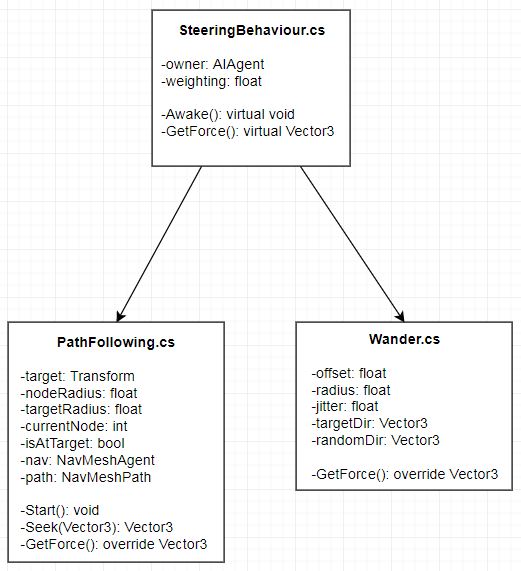 SteeringBehaviour.cs
-owner: AIAgent
-weighting: float
-Awake(): virtual void
-GetForce(): virtual Vector3
PathFollowing.cs
-target: Transform
-nodeRadius: float
-targetRadius: float
-currentNode: int
-isAtTarget: bool
-nav: NavMeshAgent
-path: NavMeshPath
-Start(): void
-Seek(Vector3): Vector3
-GetForce(): override Vector3
Wander.cs
-offset: float
-radius: float
-jitter: float
-targetDir: Vector3
-randomDir: Vector3
-GetForce(): override Vector3